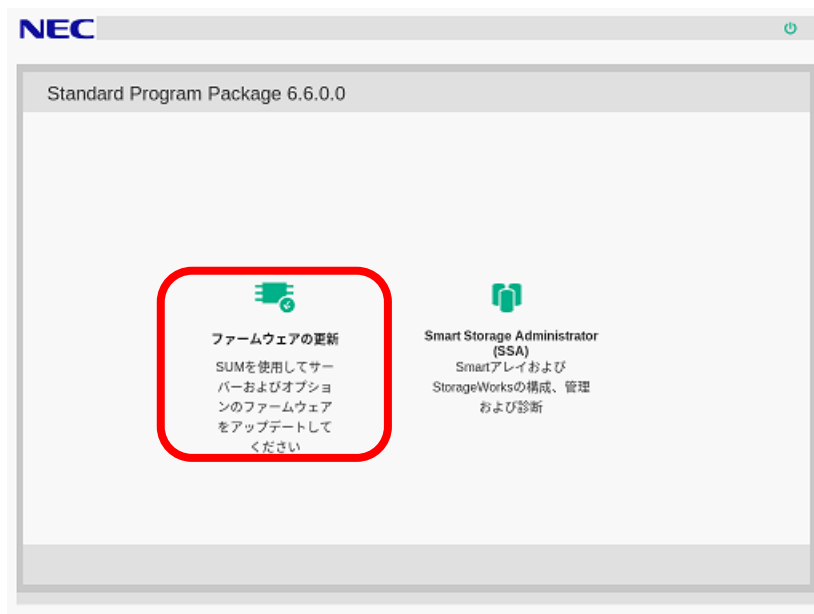 NEC
Standard Program Package 6.6.0.0
ファームウェアの更新
SUMを使用してサー
バーおよびオプショ
ンのファームウェア
をアップデートして
ください
Smart Storage Administrator
(SSA)
Smartアレイおよび
StorageWorksの構成、管理
および診断